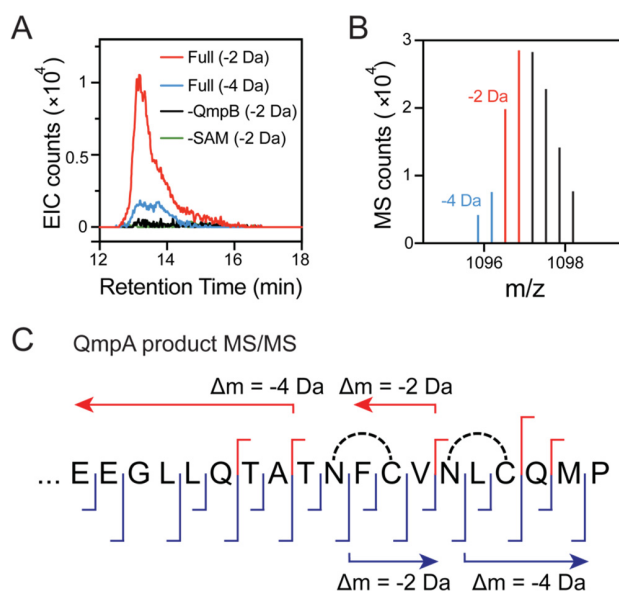 A
EIC counts (×10⁴)
1
0.5
0
12 14 16 18
Retention Time (min)
Full (-2 Da)
Full (-4 Da)
-QmpB (-2 Da)
-SAM (-2 Da)
B
MS counts (×10⁴)
3
2
1
0
-2 Da
-4 Da
1096 1098
m/z
C QmpA product MS/MS
Δm = -4 Da Δm = -2 Da
... E E G L L Q T A T N F C V N L C Q M P
Δm = -2 Da Δm = -4 Da